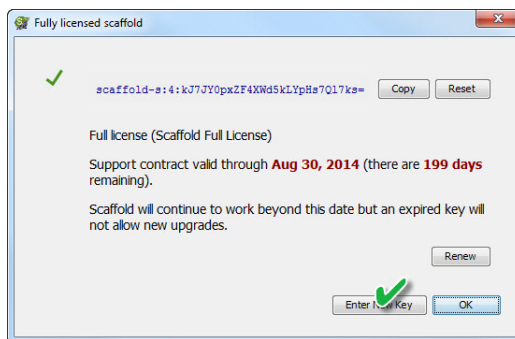 Fully licensed scaffold
scaffold-s:4:kJ7JY0pxZF4XWd5kLYpHs7Ql7ks= Copy Reset
Full license (Scaffold Full License)
Support contract valid through Aug 30, 2014 (there are 199 days
remaining).
Scaffold will continue to work beyond this date but an expired key will
not allow new upgrades.
Renew
Enter New Key OK